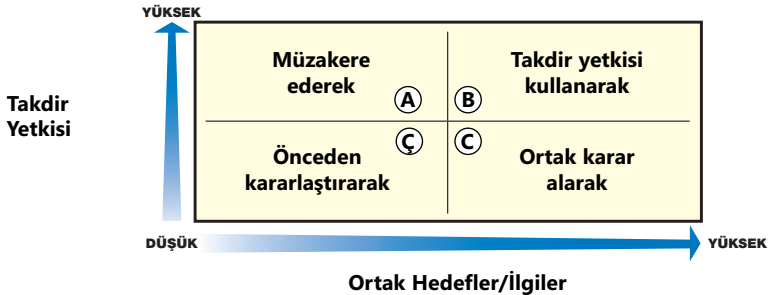 YÜKSEK
Takdir
Yetkisi
Müzakere
ederek
A
B
Takdir yetkisi
kullanarak
Önceden
kararlaştırarak
Ç
C
Ortak karar
alarak
DÜŞÜK
YÜKSEK
Ortak Hedefler/İlgiler